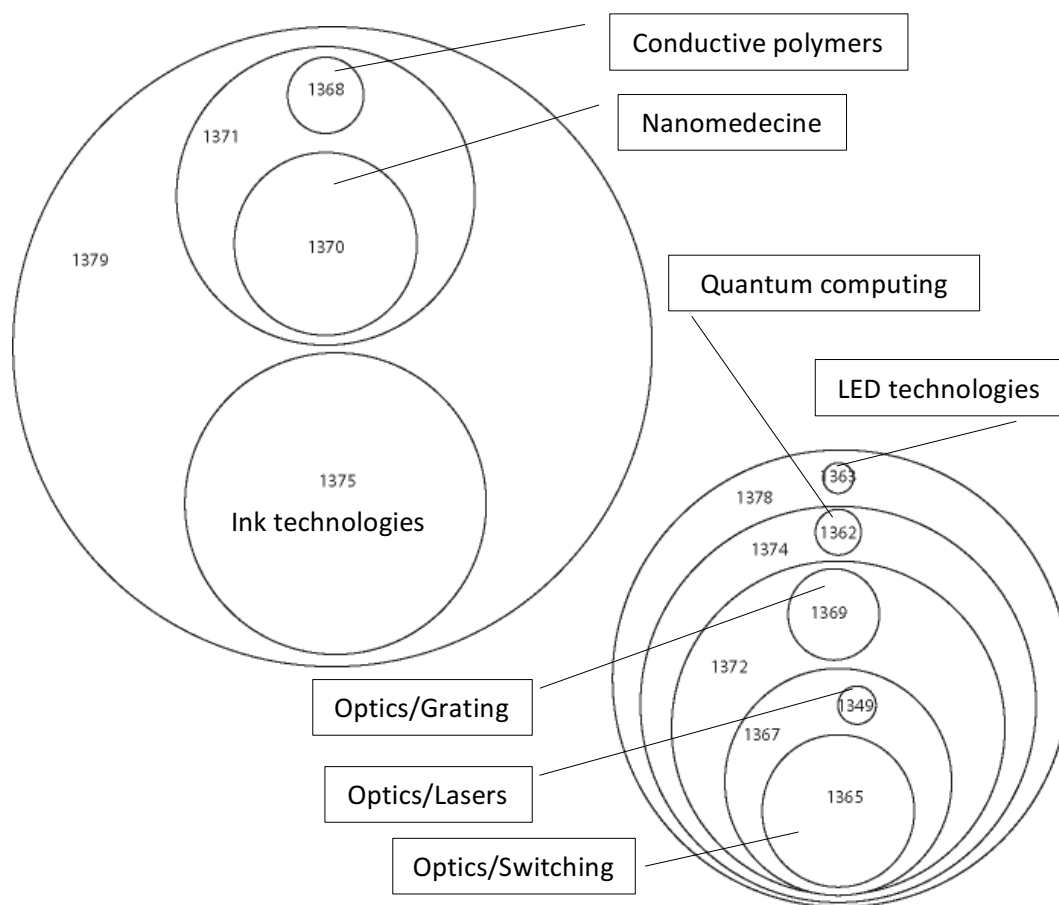 Conductive polymers
1368
Nanomedecine
1371
1370
1379
Quantum computing
LED technologies
1375
Ink technologies
1363
1378
1362
1374
1369
1372
Optics/Grating
1349
1367
Optics/Lasers
1365
Optics/Switching